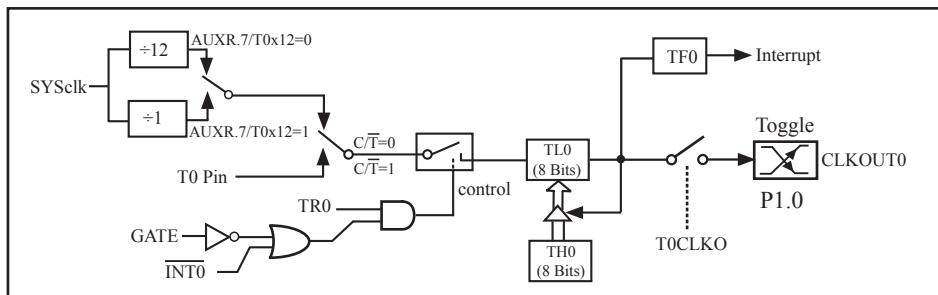 ÷12
AUXR.7/T0x12=0
SYSclk
÷1
AUXR.7/T0x12=1
T0 Pin
C/T̅=0
C/T̅=1
control
TR0
GATE
I̅N̅T̅0̅
TL0
(8 Bits)
TH0
(8 Bits)
TF0
Interrupt
Toggle
CLKOUT0
P1.0
T0CLKO